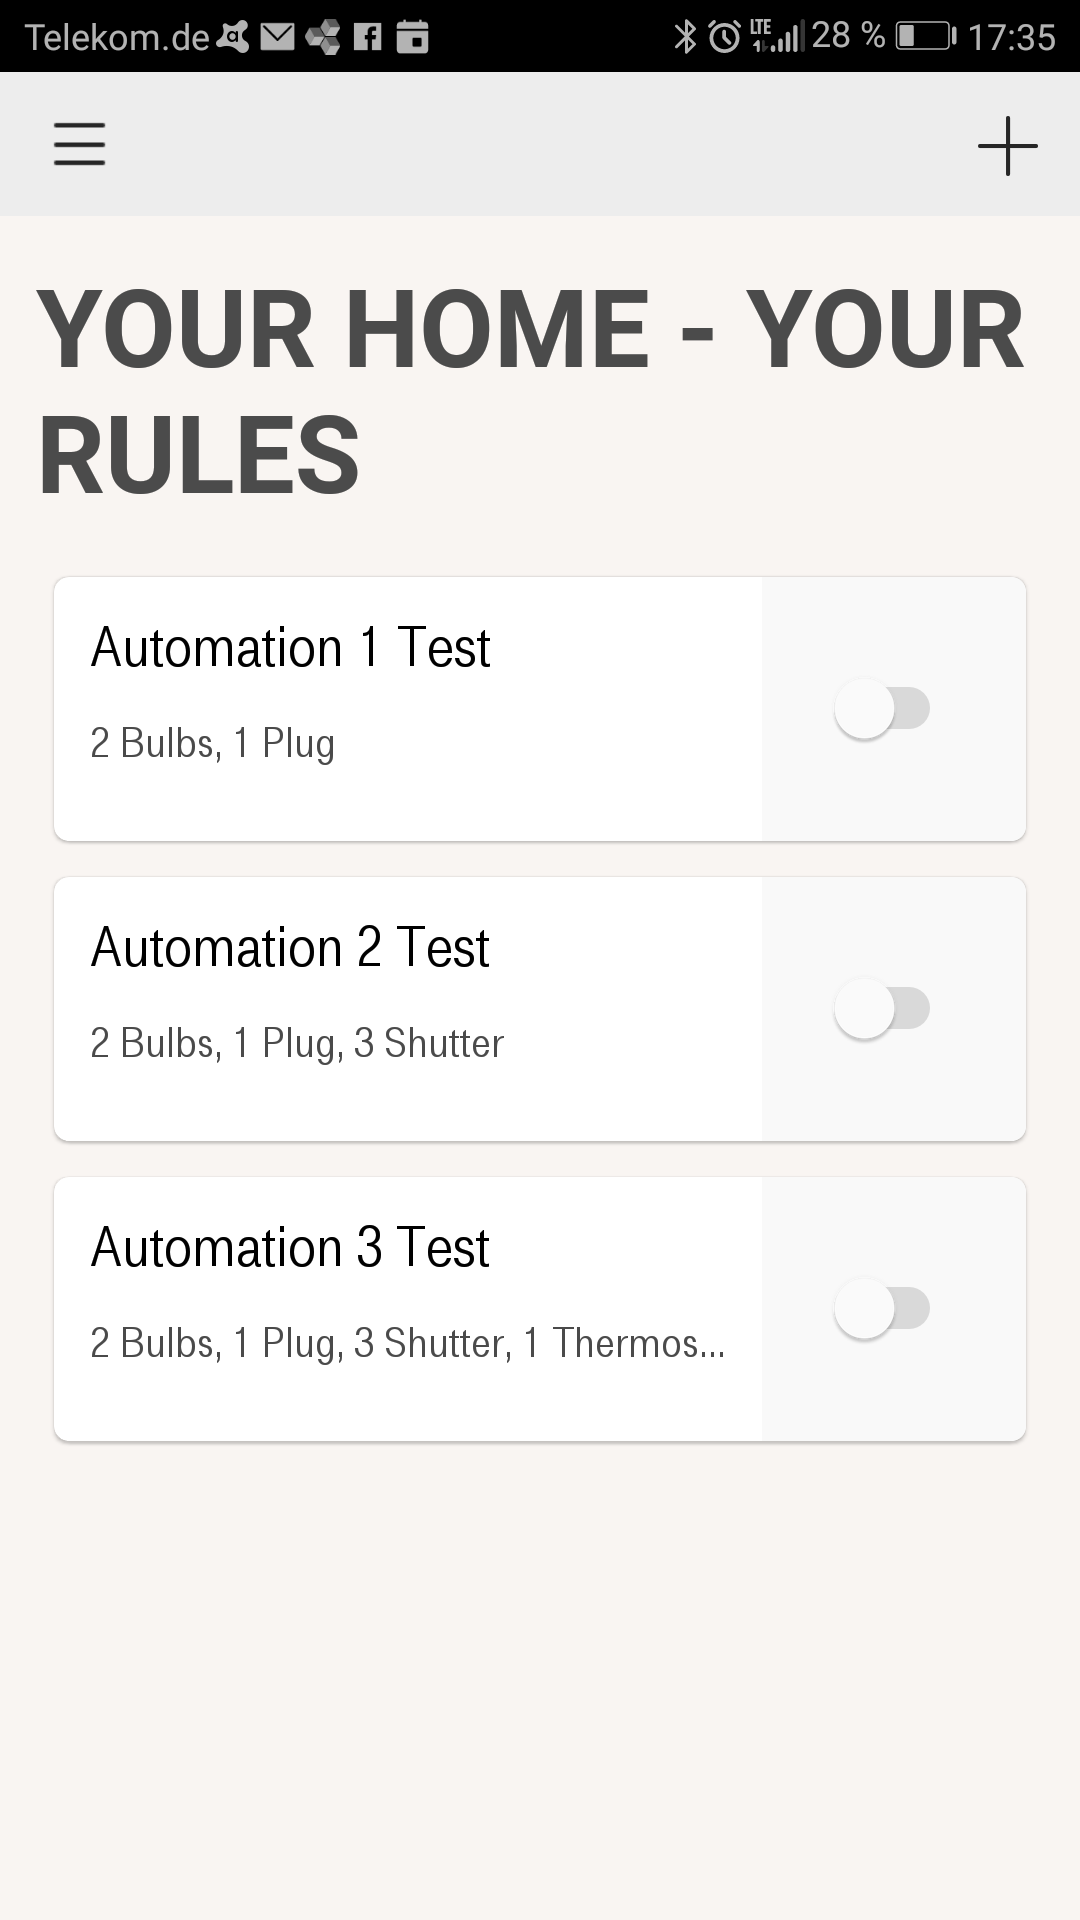 Telekom.de LTE 28 % 17:35
YOUR HOME - YOUR
RULES
Automation 1 Test
2 Bulbs, 1 Plug
Automation 2 Test
2 Bulbs, 1 Plug, 3 Shutter
Automation 3 Test
2 Bulbs, 1 Plug, 3 Shutter, 1 Thermos...